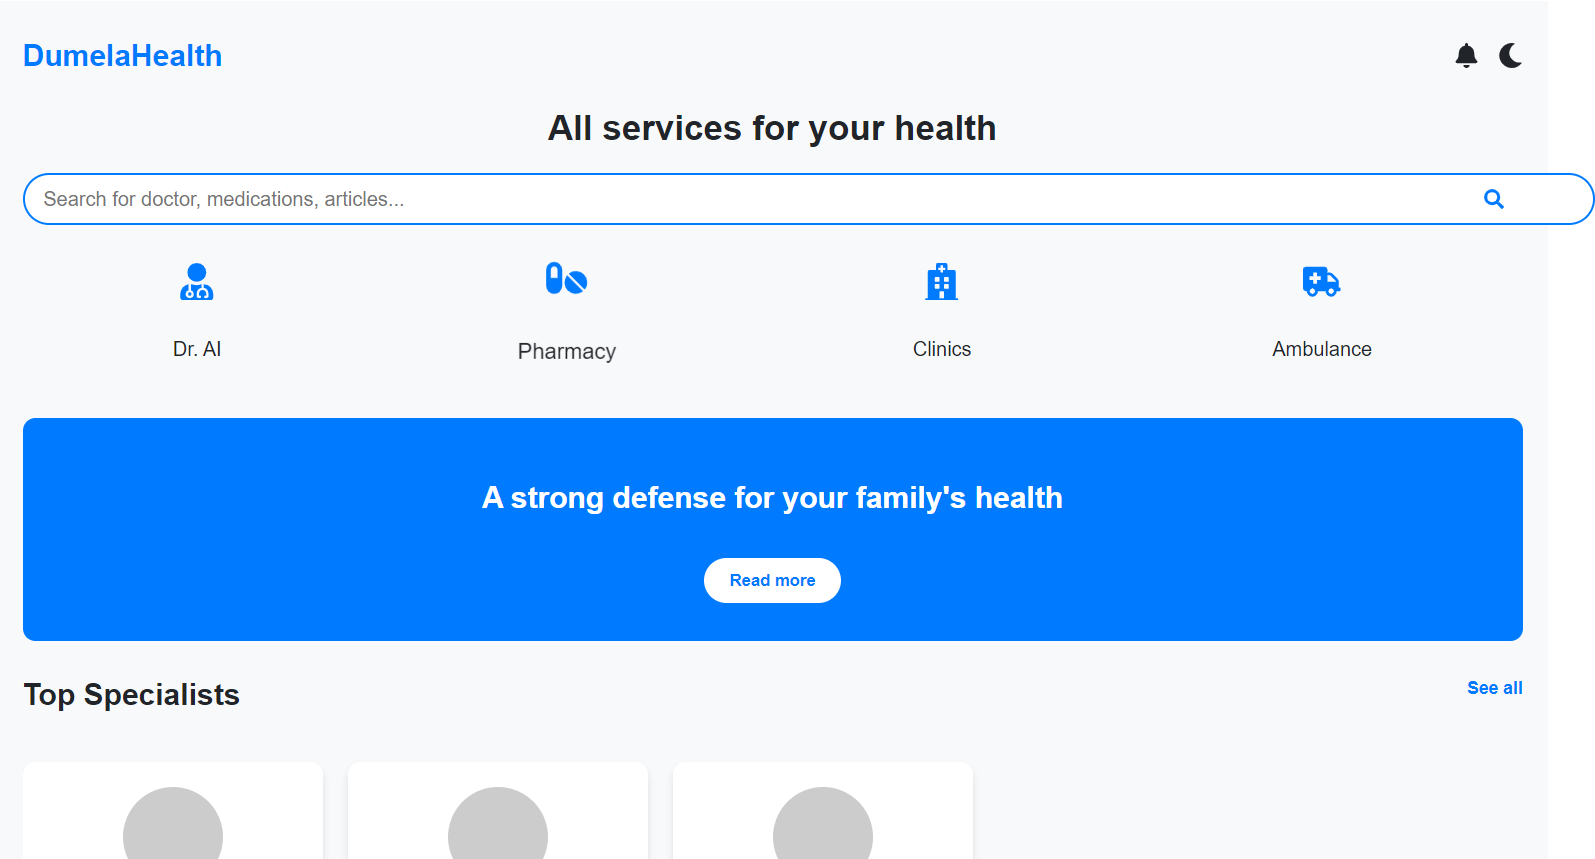 DumelaHealth
All services for your health
Search for doctor, medications, articles...
Dr. AI
Pharmacy
Clinics
Ambulance
A strong defense for your family's health
Read more
Top Specialists
See all